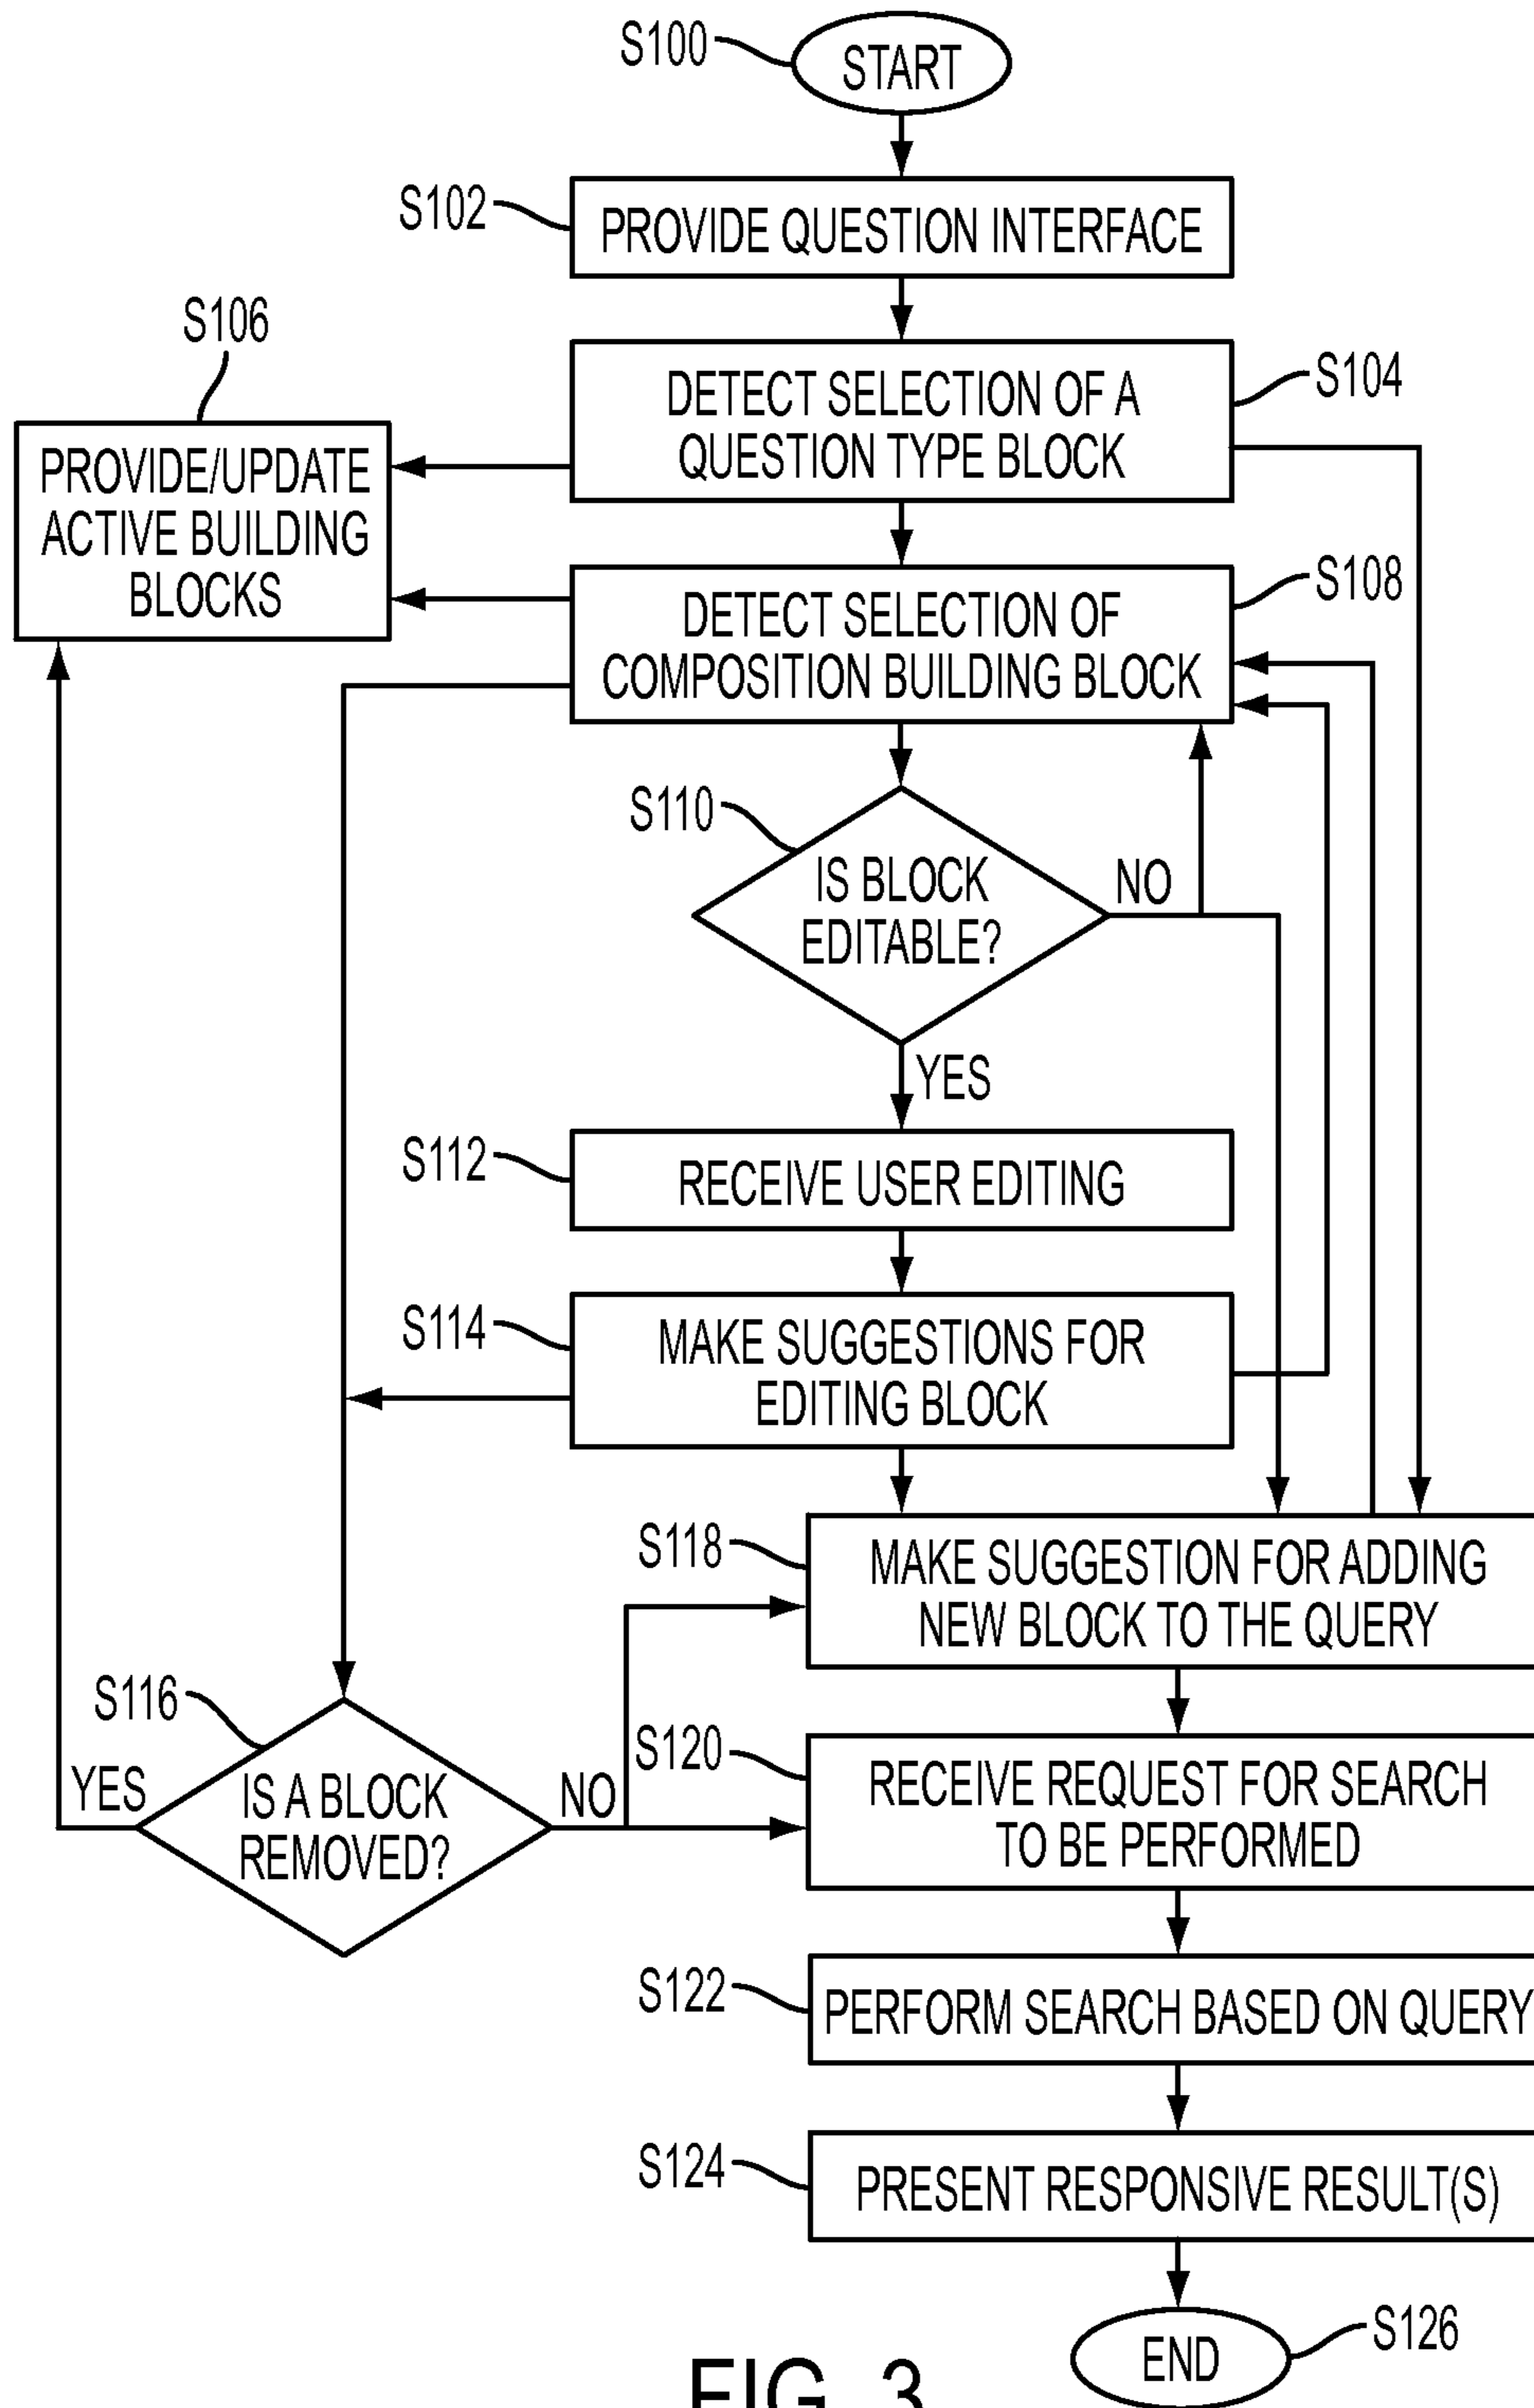 S100
START
S102
PROVIDE QUESTION INTERFACE
S106
DETECT SELECTION OF A
QUESTION TYPE BLOCK
S104
PROVIDE/UPDATE
ACTIVE BUILDING
BLOCKS
DETECT SELECTION OF
COMPOSITION BUILDING BLOCK
S108
S110
IS BLOCK
EDITABLE?
NO
YES
S112
RECEIVE USER EDITING
S114
MAKE SUGGESTIONS FOR
EDITING BLOCK
S118
MAKE SUGGESTION FOR ADDING
NEW BLOCK TO THE QUERY
S116
IS A BLOCK
REMOVED?
YES
NO
S120
RECEIVE REQUEST FOR SEARCH
TO BE PERFORMED
S122
PERFORM SEARCH BASED ON QUERY
S124
PRESENT RESPONSIVE RESULT(S)
END
S126
FIG. 3